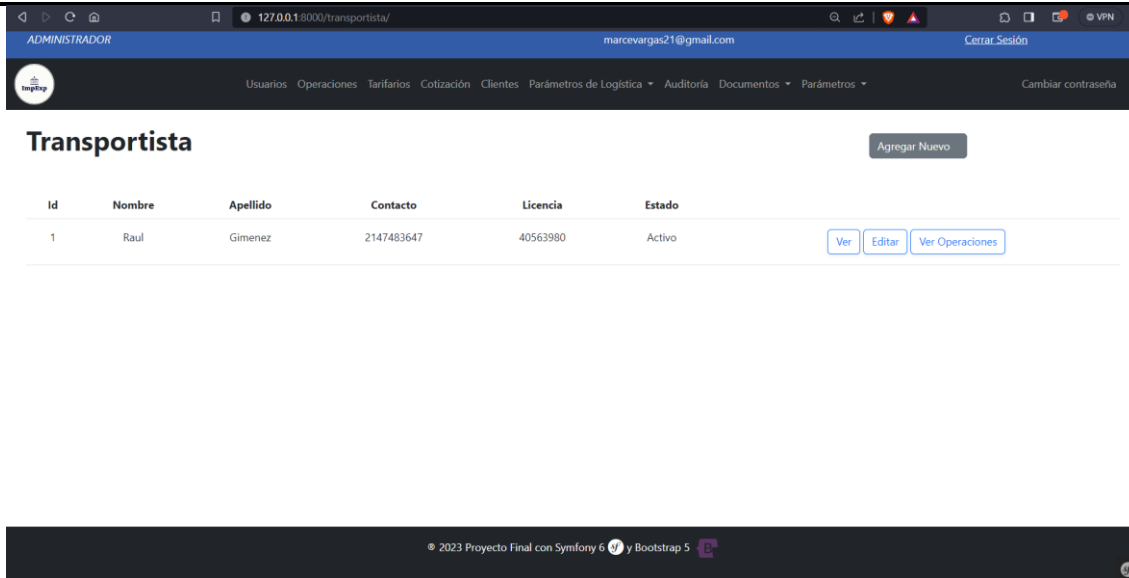 127.0.0.1:8000/transportista/ VPN
ADMINISTRADOR marcevargas21@gmail.com Cerrar Sesión
ImpExp Usuarios Operaciones Tarifarios Cotización Clientes Parámetros de Logística Auditoría Documentos Parámetros Cambiar contraseña
Transportista Agregar Nuevo
Id Nombre Apellido Contacto Licencia Estado
1 Raul Gimenez 2147483647 40563980 Activo Ver Editar Ver Operaciones
® 2023 Proyecto Final con Symfony 6 sf y Bootstrap 5 B